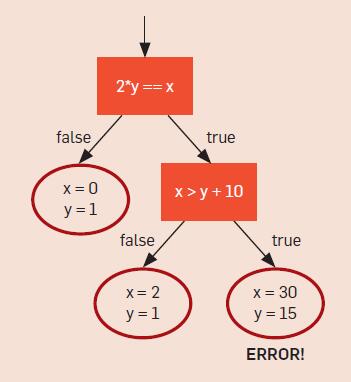 2*y == x
false
true
x = 0
y = 1
x > y + 10
false
true
x = 2
y = 1
x = 30
y = 15
ERROR!